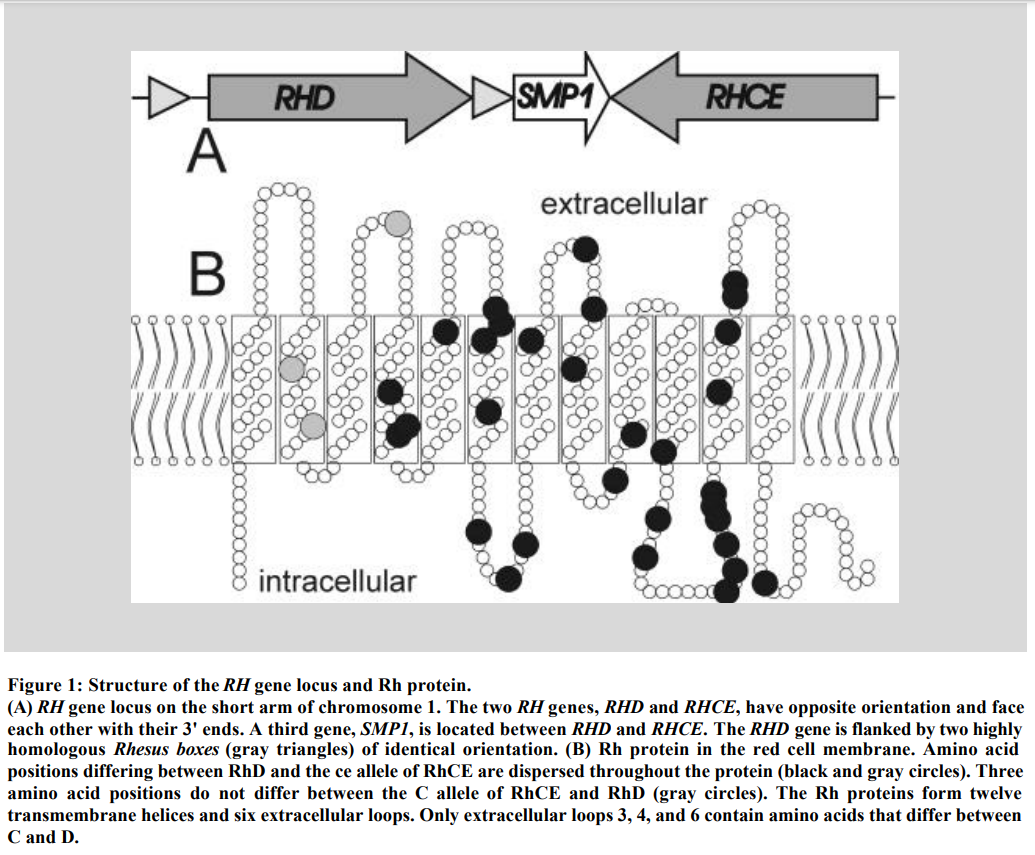 RHD SMP1 RHCE
A
extracellular
B
intracellular
Figure 1: Structure of the RH gene locus and Rh protein.
(A) RH gene locus on the short arm of chromosome 1. The two RH genes, RHD and RHCE, have opposite orientation and face
each other with their 3' ends. A third gene, SMP1, is located between RHD and RHCE. The RHD gene is flanked by two highly
homologous Rhesus boxes (gray triangles) of identical orientation. (B) Rh protein in the red cell membrane. Amino acid
positions differing between RhD and the ce allele of RhCE are dispersed throughout the protein (black and gray circles). Three
amino acid positions do not differ between the C allele of RhCE and RhD (gray circles). The Rh proteins form twelve
transmembrane helices and six extracellular loops. Only extracellular loops 3, 4, and 6 contain amino acids that differ between
C and D.